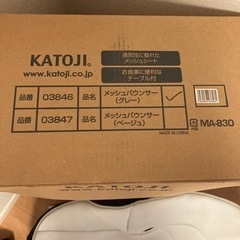 KATOJI.
www.katoji.co.jp
通気性に優れた
メッシュシート
お食事に便利な
テーブル付
品番 03846 品名 メッシュバウンサー
(グレー)
品番 03847 品名 メッシュバウンサー
(ベージュ)
MADE IN CHINA
内 MA-830